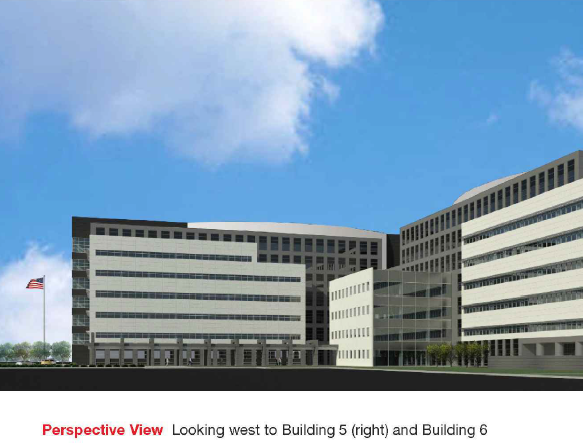 Perspective View Looking west to Building 5 (right) and Building 6